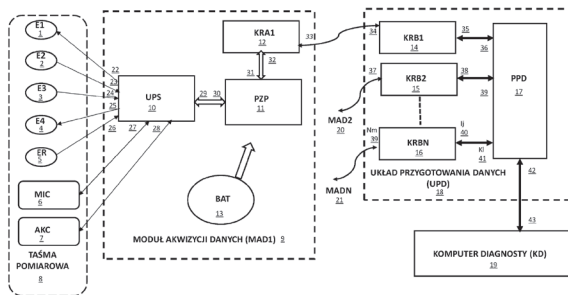 E1
1
E2
2
E3
3
E4
4
ER
5
MIC
6
AKC
7
TAŚMA
POMIAROWA
8
22
23
24
25
26
27
28
UPS
10
29
30
KRA1
12
31
32
33
PZP
11
BAT
13
MODUŁ AKWIZYCJI DANYCH (MAD1) 9
34
KRB1
14
35
36
37
KRB2
15
38
39
MAD2
20
Nm
39
KRBN
16
Ij
40
Kl
41
MADN
21
PPD
17
UKŁAD PRZYGOTOWANIA DANYCH
(UPD) 18
42
43
KOMPUTER DIAGNOSTY (KD)
19